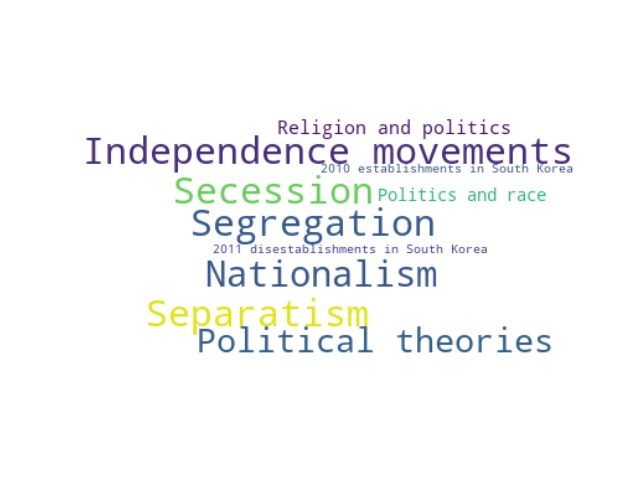 Religion and politics
Independence movements
2010 establishments in South Korea
Secession
Politics and race
Segregation
2011 disestablishments in South Korea
Nationalism
Separatism
Political theories